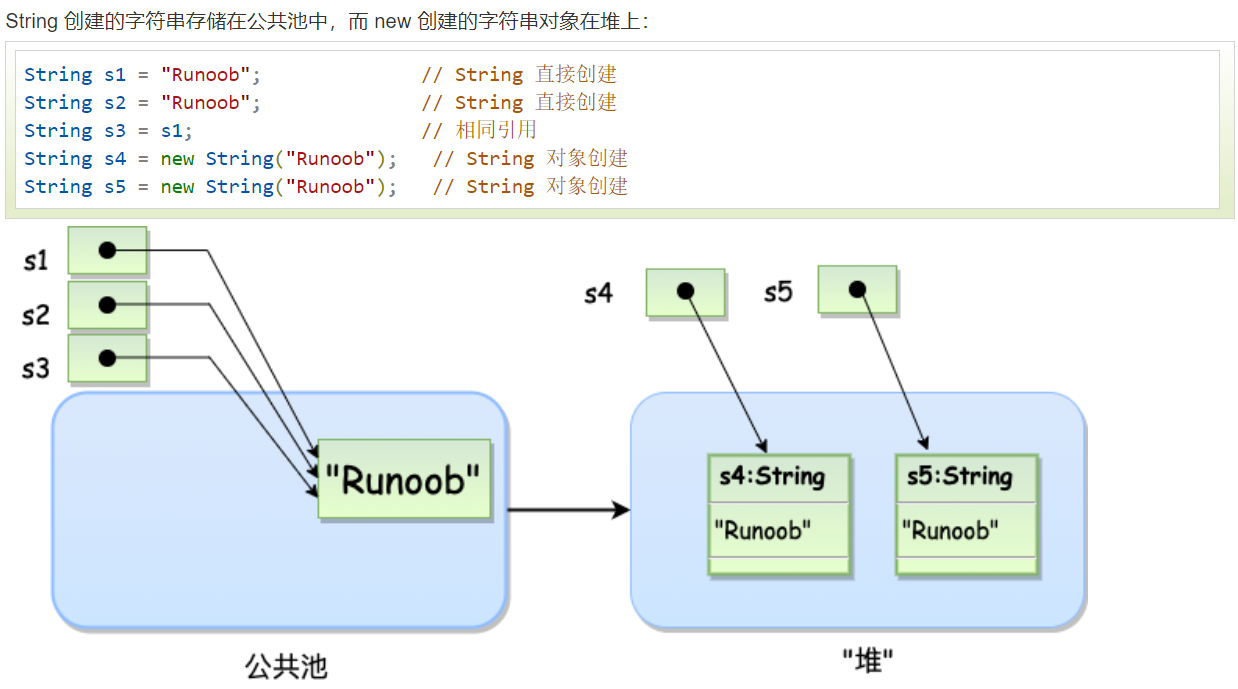 String 创建的字符串存储在公共池中，而 new 创建的字符串对象在堆上：
String s1 = "Runoob";              // String 直接创建
String s2 = "Runoob";              // String 直接创建
String s3 = s1;                    // 相同引用
String s4 = new String("Runoob");   // String 对象创建
String s5 = new String("Runoob");   // String 对象创建
s1
s2
s3
"Runoob"
公共池
s4
s5
s4:String
"Runoob"
s5:String
"Runoob"
"堆"